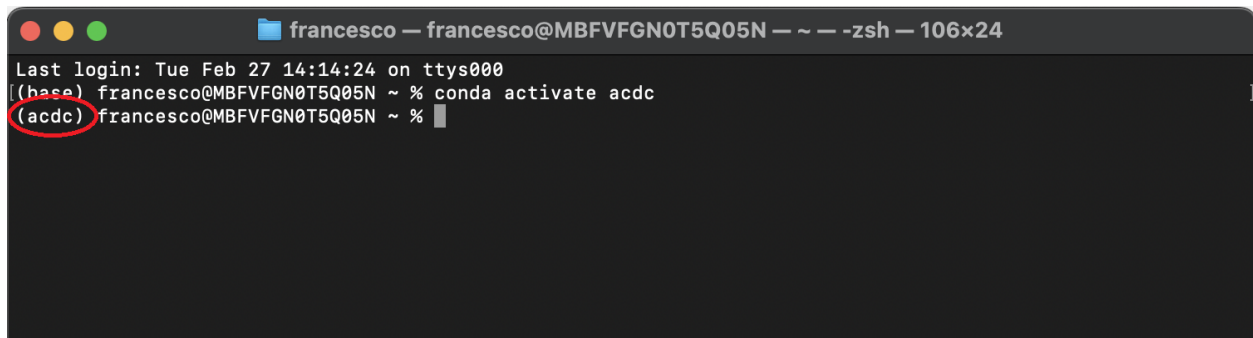 francesco — francesco@MBFVFGN0T5Q05N — ~ — -zsh — 106×24
Last login: Tue Feb 27 14:14:24 on ttys000
[(base) francesco@MBFVFGN0T5Q05N ~ % conda activate acdc ]
(acdc) francesco@MBFVFGN0T5Q05N ~ %